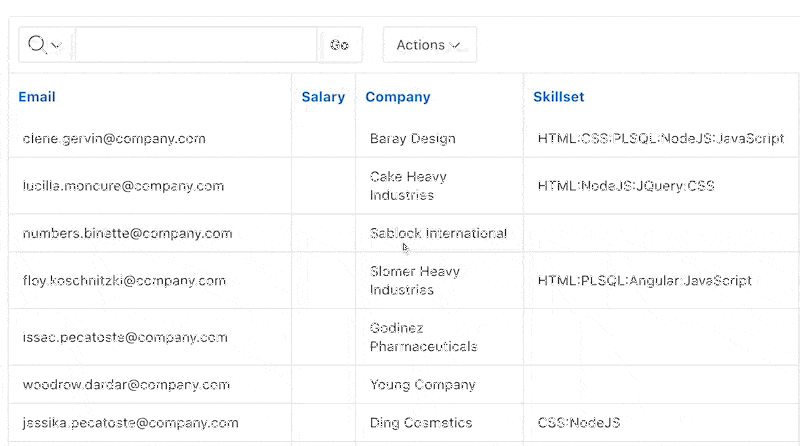 Go
Actions
Email Salary Company Skillset
clene.gervin@company.com Baray Design HTML:CSS:PLSQL:NodeJS:JavaScript
lucilla.moncure@company.com Cake Heavy
Industries HTML:NodeJS:JQuery:CSS
numbers.binette@company.com Sablock International
floy.koschnitzki@company.com Slomer Heavy
Industries HTML:PLSQL:Angular:JavaScript
issac.pecatoste@company.com Godinez
Pharmaceuticals
woodrow.dardar@company.com Young Company
jessika.pecatoste@company.com Ding Cosmetics CSS:NodeJS